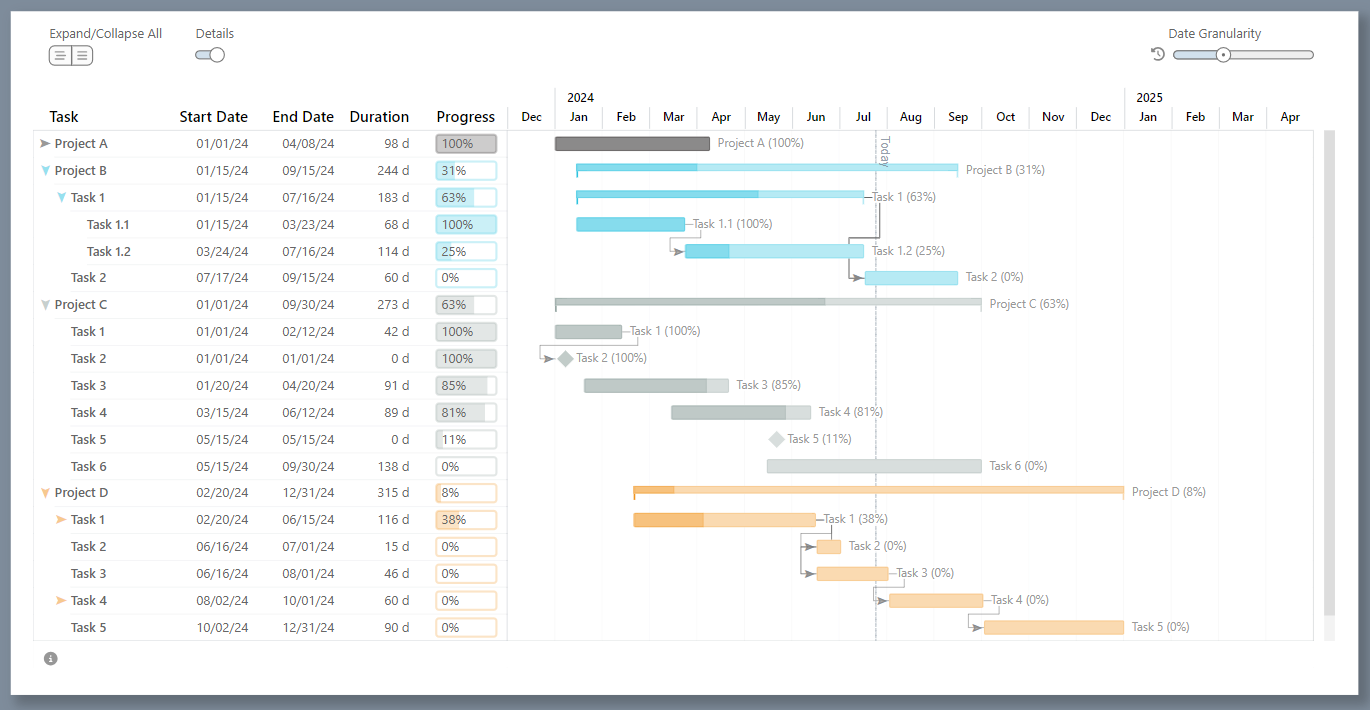 Expand/Collapse All Details Date Granularity
2024 2025
Task Start Date End Date Duration Progress Dec Jan Feb Mar Apr May Jun Jul Aug Sep Oct Nov Dec Jan Feb Mar Apr
Project A 01/01/24 04/08/24 98 d 100% Project A (100%) Today
Project B 01/15/24 09/15/24 244 d 31% Project B (31%)
Task 1 01/15/24 07/16/24 183 d 63% Task 1 (63%)
Task 1.1 01/15/24 03/23/24 68 d 100% Task 1.1 (100%)
Task 1.2 03/24/24 07/16/24 114 d 25% Task 1.2 (25%)
Task 2 07/17/24 09/15/24 60 d 0% Task 2 (0%)
Project C 01/01/24 09/30/24 273 d 63% Project C (63%)
Task 1 01/01/24 02/12/24 42 d 100% Task 1 (100%)
Task 2 01/01/24 01/01/24 0 d 100% Task 2 (100%)
Task 3 01/20/24 04/20/24 91 d 85% Task 3 (85%)
Task 4 03/15/24 06/12/24 89 d 81% Task 4 (81%)
Task 5 05/15/24 05/15/24 0 d 11% Task 5 (11%)
Task 6 05/15/24 09/30/24 138 d 0% Task 6 (0%)
Project D 02/20/24 12/31/24 315 d 8% Project D (8%)
Task 1 02/20/24 06/15/24 116 d 38% Task 1 (38%)
Task 2 06/16/24 07/01/24 15 d 0% Task 2 (0%)
Task 3 06/16/24 08/01/24 46 d 0% Task 3 (0%)
Task 4 08/02/24 10/01/24 60 d 0% Task 4 (0%)
Task 5 10/02/24 12/31/24 90 d 0% Task 5 (0%)